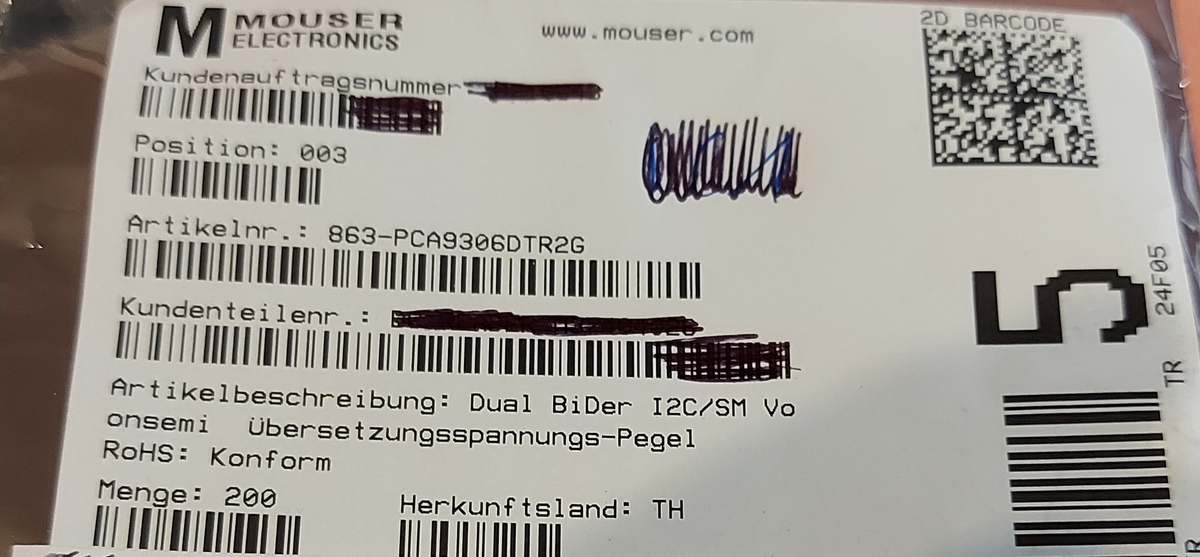 MOUSER
ELECTRONICS
www.mouser.com
2D BARCODE
Kundenauftragsnummer
Position: 003
Artikelnr.: 863-PCA9306DTR2G
Kundenteilenr.:
Artikelbeschreibung: Dual BiDer I2C/SM Vo
onsemi Übersetzungsspannungs-Pegel
RoHS: Konform
Menge: 200
Herkunftsland: TH
5
24F05
TR